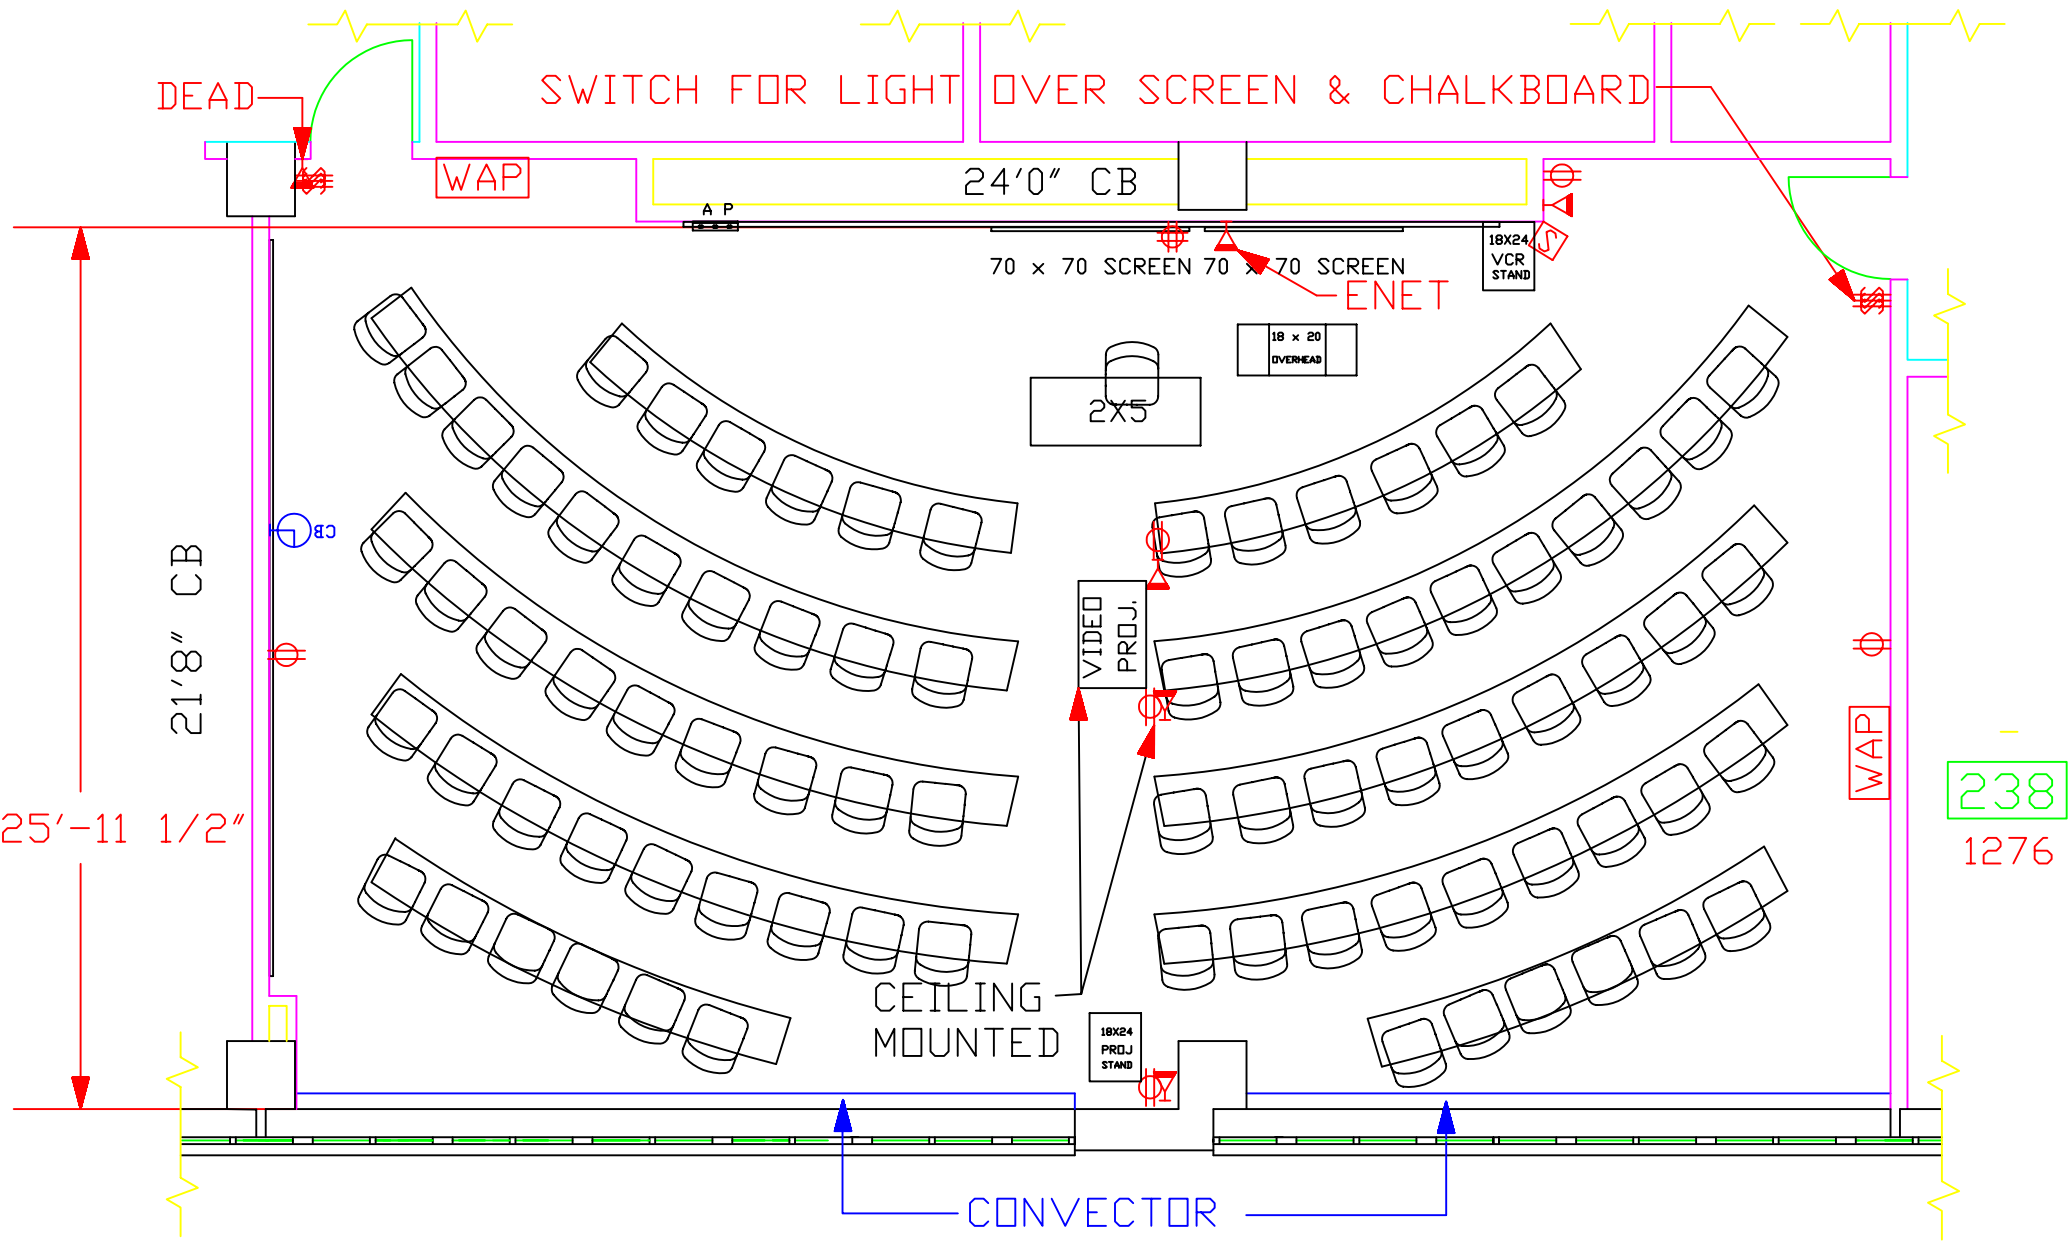 DEAD
SWITCH FOR LIGHT OVER SCREEN & CHALKBOARD
WAP
24'0" CB
A P
S
S
18X24
VCR
STAND
70 x 70 SCREEN 70 x 70 SCREEN
ENET
$
18 x 20
OVERHEAD
2X5
CB
21'8" CB
VIDEO
PROJ.
WAP
238
1276
25'-11 1/2"
CEILING
MOUNTED
18X24
PROJ
STAND
CONVECTOR